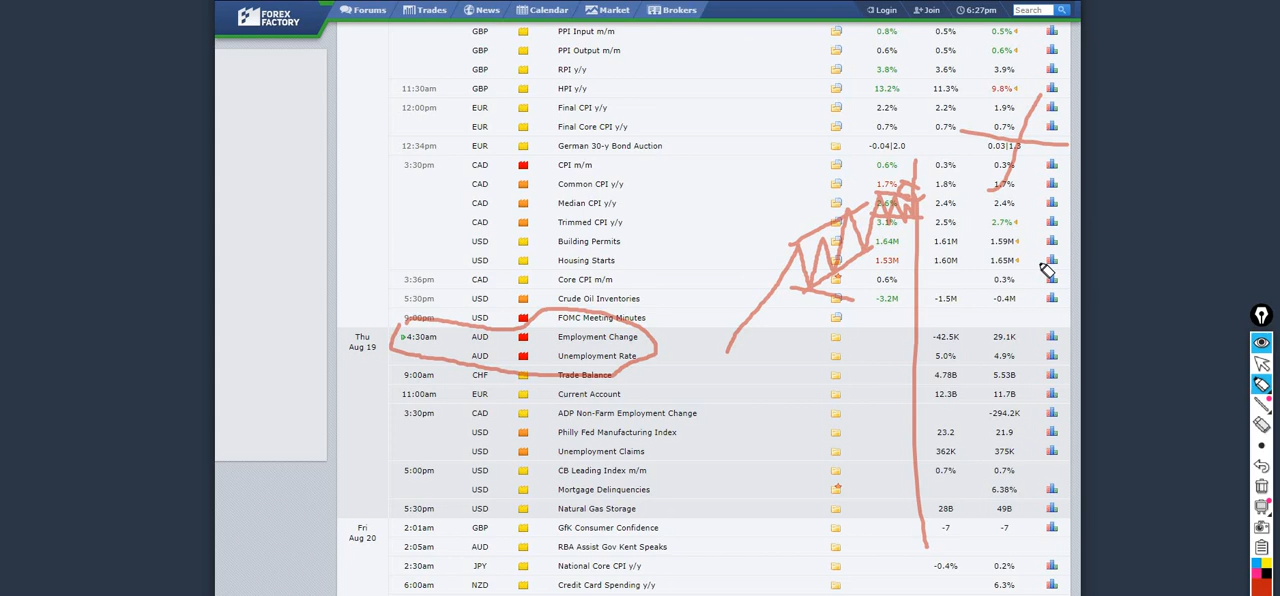 FOREX FACTORY Forums Trades News Calendar Market Brokers Login Join 6:27pm Search
GBP PPI Input m/m 0.8% 0.5% 0.5%
GBP PPI Output m/m 0.6% 0.5% 0.6%
GBP RPI y/y 3.8% 3.6% 3.9%
11:30am GBP HPI y/y 13.2% 11.3% 9.8%
12:00pm EUR Final CPI y/y 2.2% 2.2% 1.9%
EUR Final Core CPI y/y 0.7% 0.7% 0.7%
12:34pm EUR German 30-y Bond Auction -0.04|2.0 0.03|1.3
3:30pm CAD CPI m/m 0.6% 0.3% 0.3%
CAD Common CPI y/y 1.7% 1.8% 1.7%
CAD Median CPI y/y 2.6% 2.4% 2.4%
CAD Trimmed CPI y/y 3.1% 2.5% 2.7%
USD Building Permits 1.64M 1.61M 1.59M
USD Housing Starts 1.53M 1.60M 1.65M
3:36pm CAD Core CPI m/m 0.6% 0.3%
5:30pm USD Crude Oil Inventories -3.2M -1.5M -0.4M
9:00pm USD FOMC Meeting Minutes
Thu Aug 19 4:30am AUD Employment Change -42.5K 29.1K
AUD Unemployment Rate 5.0% 4.9%
9:00am CHF Trade Balance 4.78B 5.53B
11:00am EUR Current Account 12.3B 11.7B
3:30pm CAD ADP Non-Farm Employment Change -294.2K
USD Philly Fed Manufacturing Index 23.2 21.9
USD Unemployment Claims 362K 375K
5:00pm USD CB Leading Index m/m 0.7% 0.7%
USD Mortgage Delinquencies 6.38%
5:30pm USD Natural Gas Storage 28B 49B
Fri Aug 20 2:01am GBP GfK Consumer Confidence -7 -7
2:05am AUD RBA Assist Gov Kent Speaks
2:30am JPY National Core CPI y/y -0.4% 0.2%
6:00am NZD Credit Card Spending y/y 6.3%